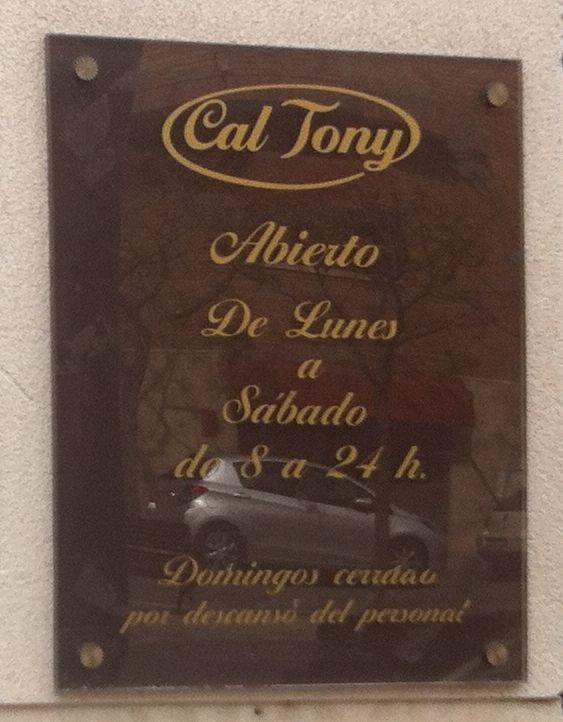 Cal Tony
Abierto
De Lunes
a
Sábado
de 8 a 24 h.
Domingos cerrado
por descanso del personal